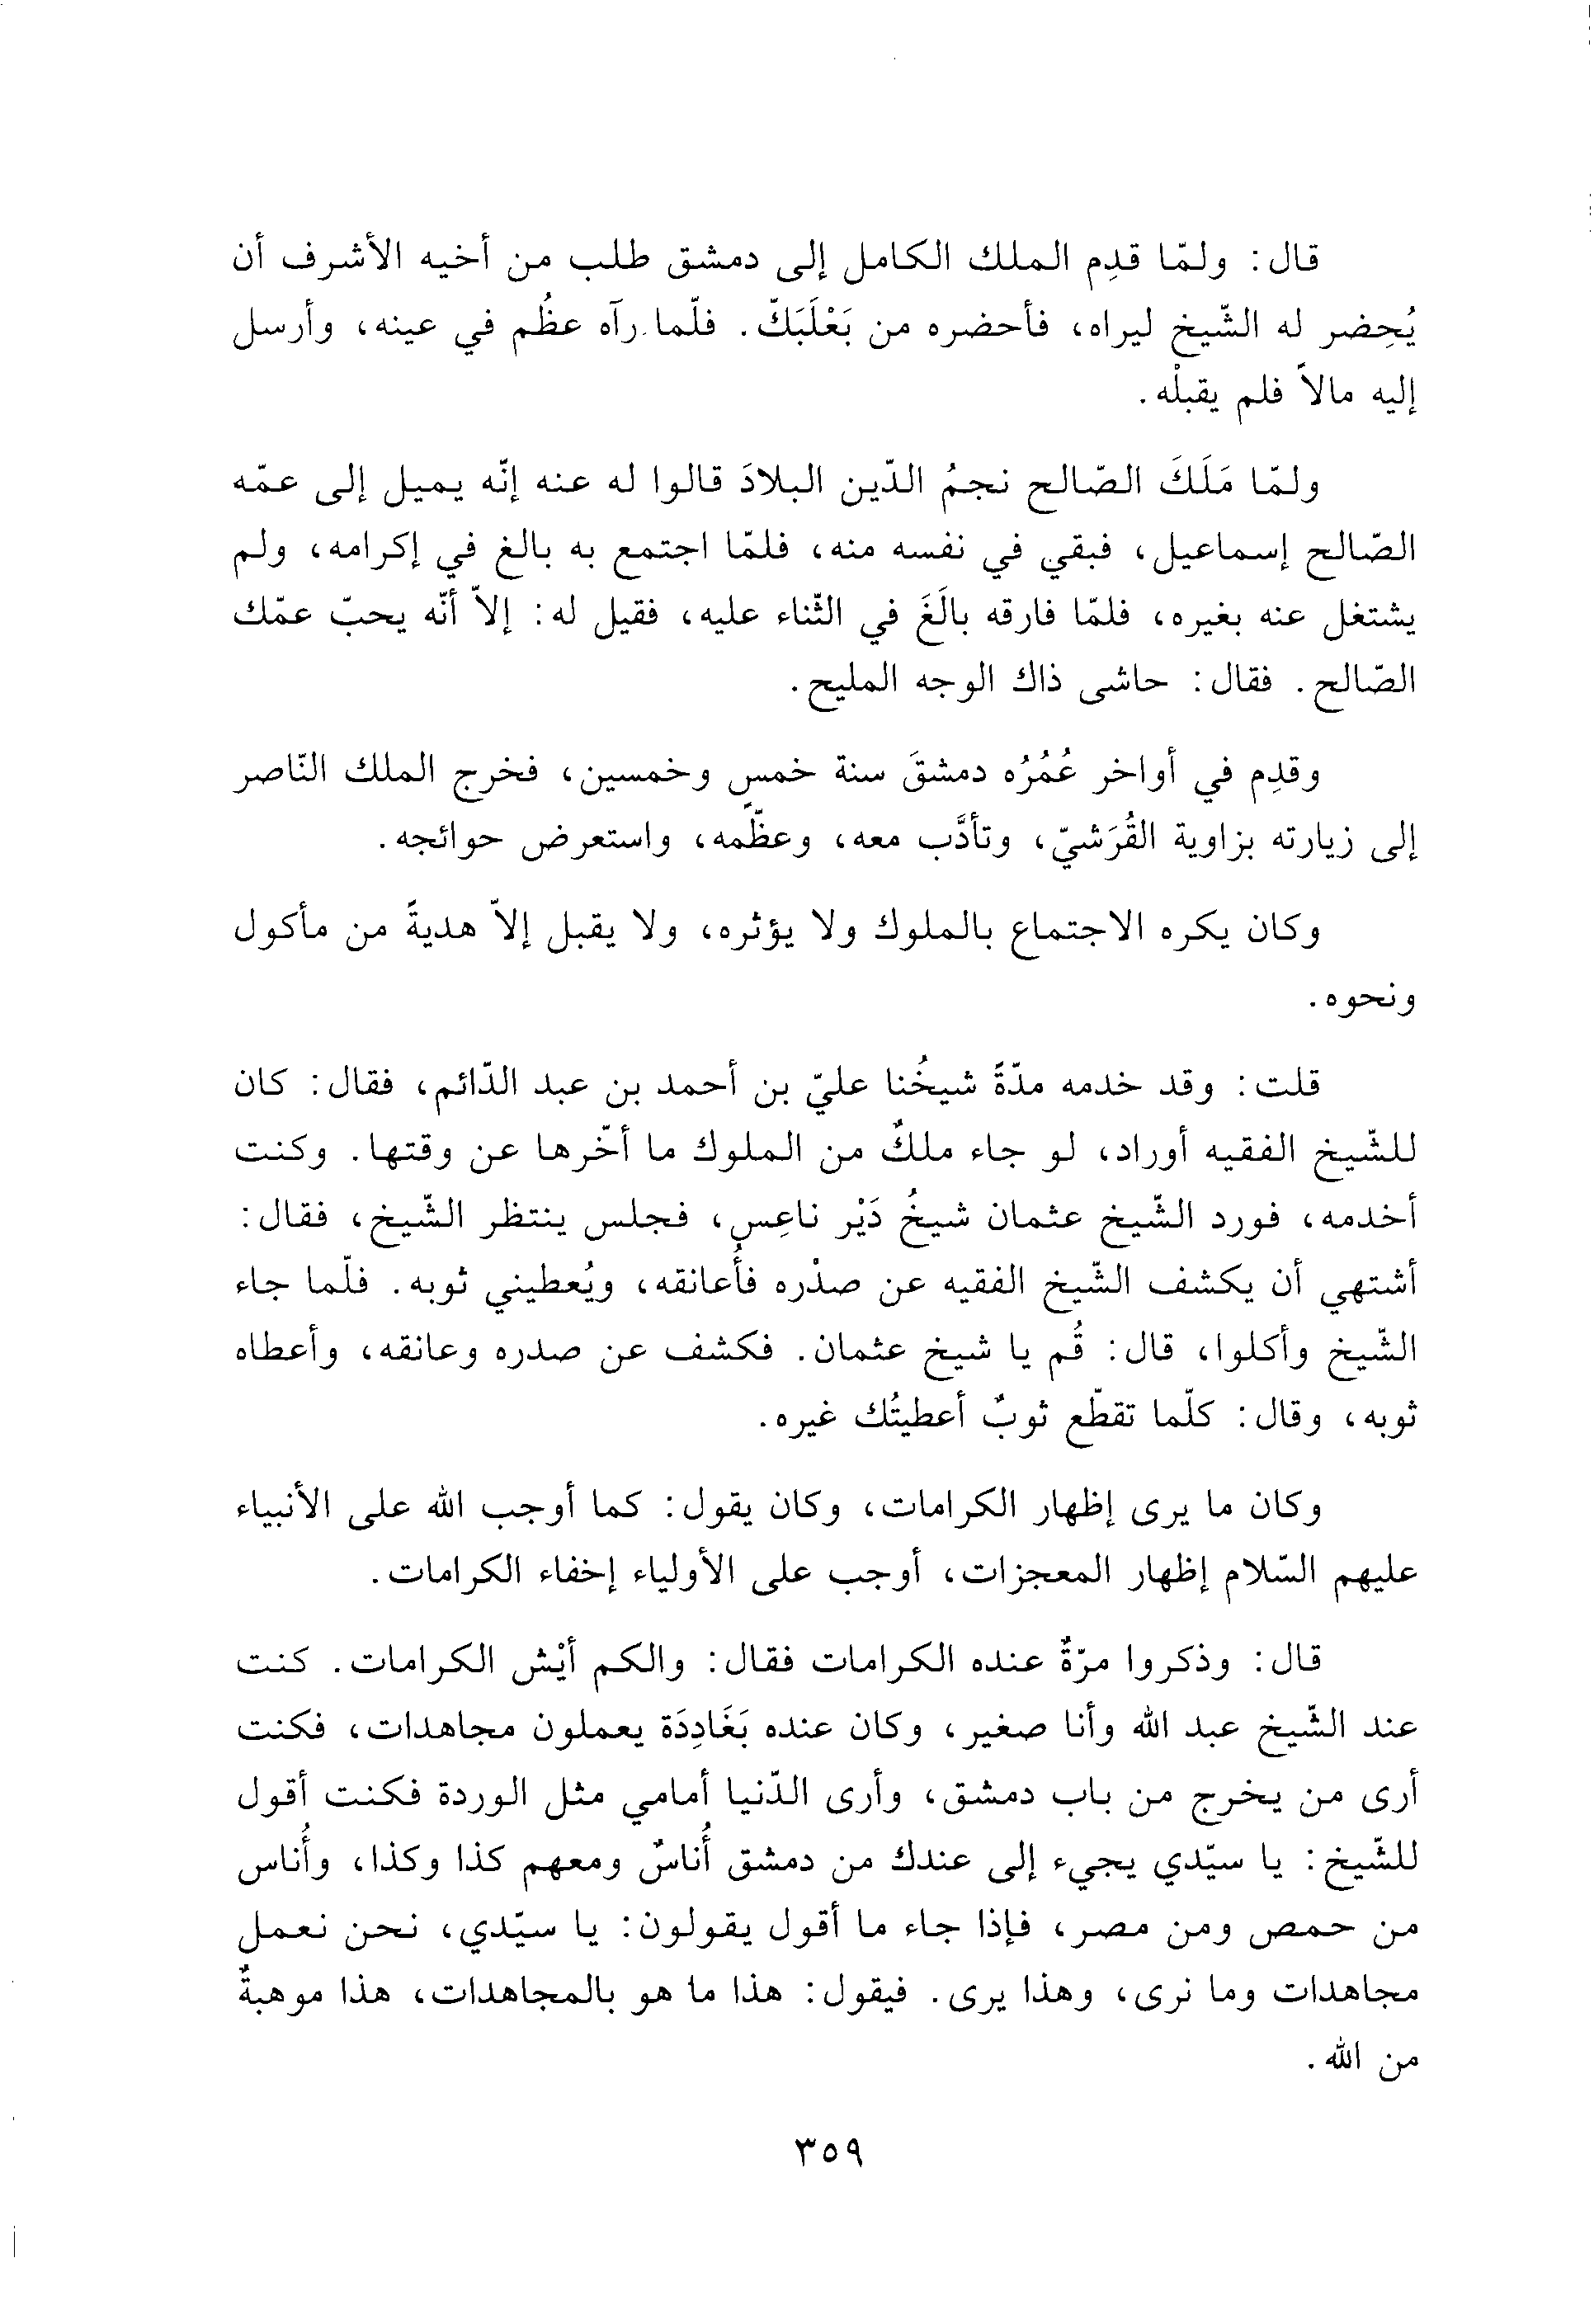 قال: ولمّا قدِم الملك الكامل إلى دمشق طلب من أخيه الأشرف أن
يُحِضر له الشّيخ ليراه، فأحضره من بَعْلَبَكّ. فلّما رآه عظُم في عينه، وأرسل
إليه مالاً فلم يقبلْه.
ولمّا مَلَكَ الصّالح نجمُ الدّين البلادَ قالوا له عنه إنّه يميل إلى عمّه
الصّالح إسماعيل، فبقي في نفسه منه، فلمّا اجتمع به بالغ في إكرامه، ولم
يشتغل عنه بغيره، فلمّا فارقه بالَغَ في الثّناء عليه، فقيل له: إلاّ أنّه يحبّ عمّك
الصّالح. فقال: حاشى ذاك الوجه المليح.
وقدِم في أواخر عُمُرُه دمشقَ سنة خمسٍ وخمسين، فخرج الملك النّاصر
إلى زيارته بزاوية القُرَشيّ، وتأدَّب معه، وعظّمه، واستعرض حوائجه.
وكان يكره الاجتماع بالملوك ولا يؤثره، ولا يقبل إلاّ هديةً من مأكول
ونحوه.
قلت: وقد خدمه مدّةً شيخُنا عليّ بن أحمد بن عبد الدّائم، فقال: كان
للشّيخ الفقيه أوراد، لو جاء ملكٌ من الملوك ما أخّرها عن وقتها. وكنت
أخدمه، فورد الشّيخ عثمان شيخُ دَيْر ناعِسٍ، فجلس ينتظر الشّيخ، فقال:
أشتهي أن يكشف الشّيخ الفقيه عن صدْره فأُعانقه، ويُعطيني ثوبه. فلّما جاء
الشّيخ وأكلوا، قال: قُم يا شيخ عثمان. فكشف عن صدره وعانقه، وأعطاه
ثوبه، وقال: كلّما تقطّع ثوبٌ أعطيتُك غيره.
وكان ما يرى إظهار الكرامات، وكان يقول: كما أوجب الله على الأنبياء
عليهم السّلام إظهار المعجزات، أوجب على الأولياء إخفاء الكرامات.
قال: وذكروا مرّةٌ عنده الكرامات فقال: والكم أيْش الكرامات. كنت
عند الشّيخ عبد الله وأنا صغير، وكان عنده بَغَادِدَة يعملون مجاهدات، فكنت
أرى من يخرج من باب دمشق، وأرى الدّنيا أمامي مثل الوردة فكنت أقول
للشّيخ: يا سيّدي يجيء إلى عندك من دمشق أُناسٌ ومعهم كذا وكذا، وأُناس
من حمص ومن مصر، فإذا جاء ما أقول يقولون: يا سيّدي، نحن نعمل
مجاهدات وما نرى، وهذا يرى. فيقول: هذا ما هو بالمجاهدات، هذا موهبةٌ
من الله.
٣٥٩